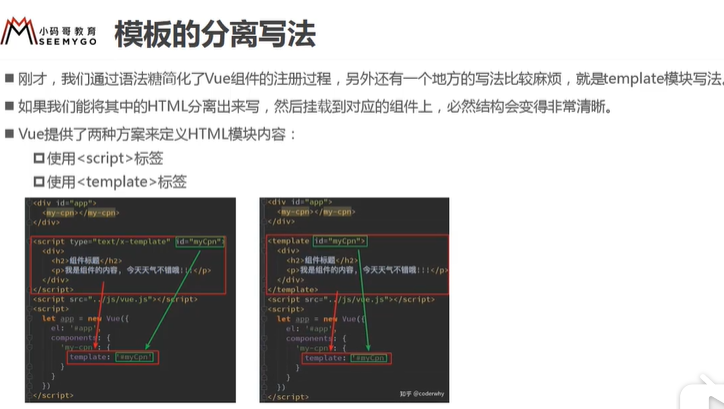 小码哥教育
SEEMYGO
模板的分离写法
刚才，我们通过语法糖简化了Vue组件的注册过程，另外还有一个地方的写法比较麻烦，就是template模块写法。
如果我们能将其中的HTML分离出来写，然后挂载到对应的组件上，必然结构会变得非常清晰。
Vue提供了两种方案来定义HTML模块内容：
使用<script>标签
使用<template>标签
<div id="app">
<my-cpn></my-cpn>
</div>
<script type="text/x-template" id="myCpn">
<div>
<h2>组件标题</h2>
<p>我是组件的内容, 今天天气不错哦!!!</p>
</div>
</script>
<script src="../js/vue.js"></script>
<script>
let app = new Vue({
el: '#app',
components: {
'my-cpn': {
template: '#myCpn'
}
}
})
</script>
<div id="app">
<my-cpn></my-cpn>
</div>
<template id="myCpn">
<div>
<h2>组件标题</h2>
<p>我是组件的内容, 今天天气不错哦!!!</p>
</div>
</template>
<script src="../js/vue.js"></script>
<script>
let app = new Vue({
el: '#app',
components: {
'my-cpn': {
template: '#myCpn'
}
}
})
</script>
知乎 @coderwhy